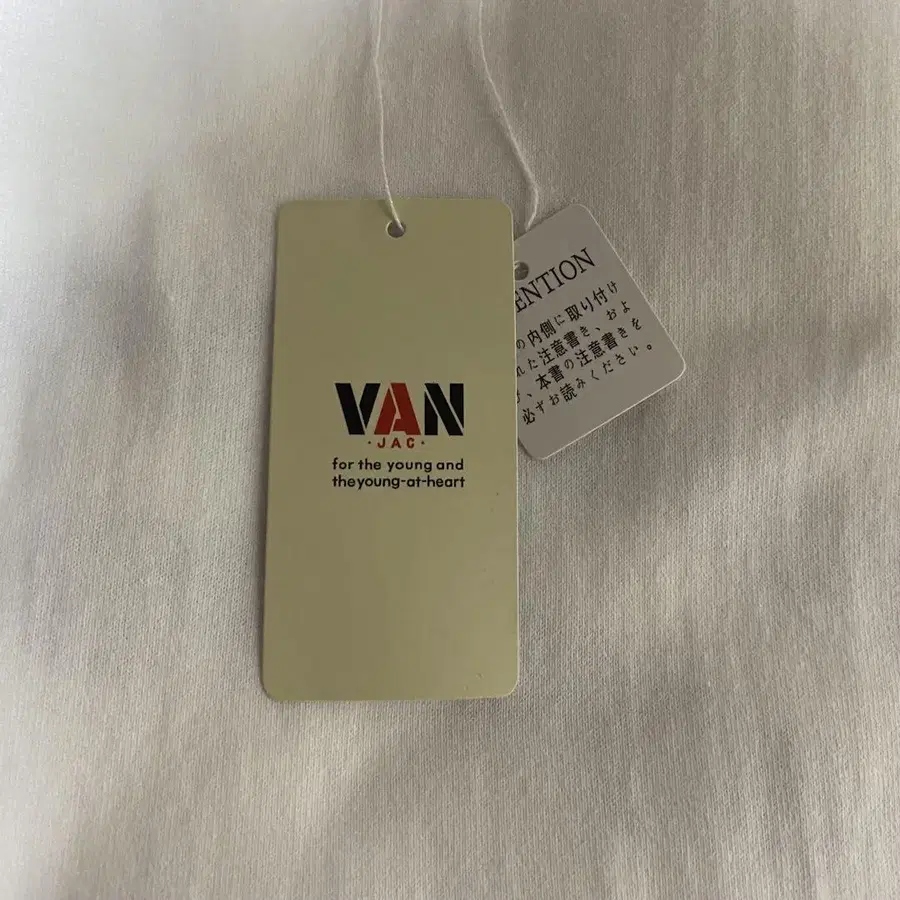 VAN
·JAC·
for the young and
theyoung-at-heart
ENTION
の内側に取り付け
れた注意書き、およ
、本書の注意書きを
必ずお読みください。